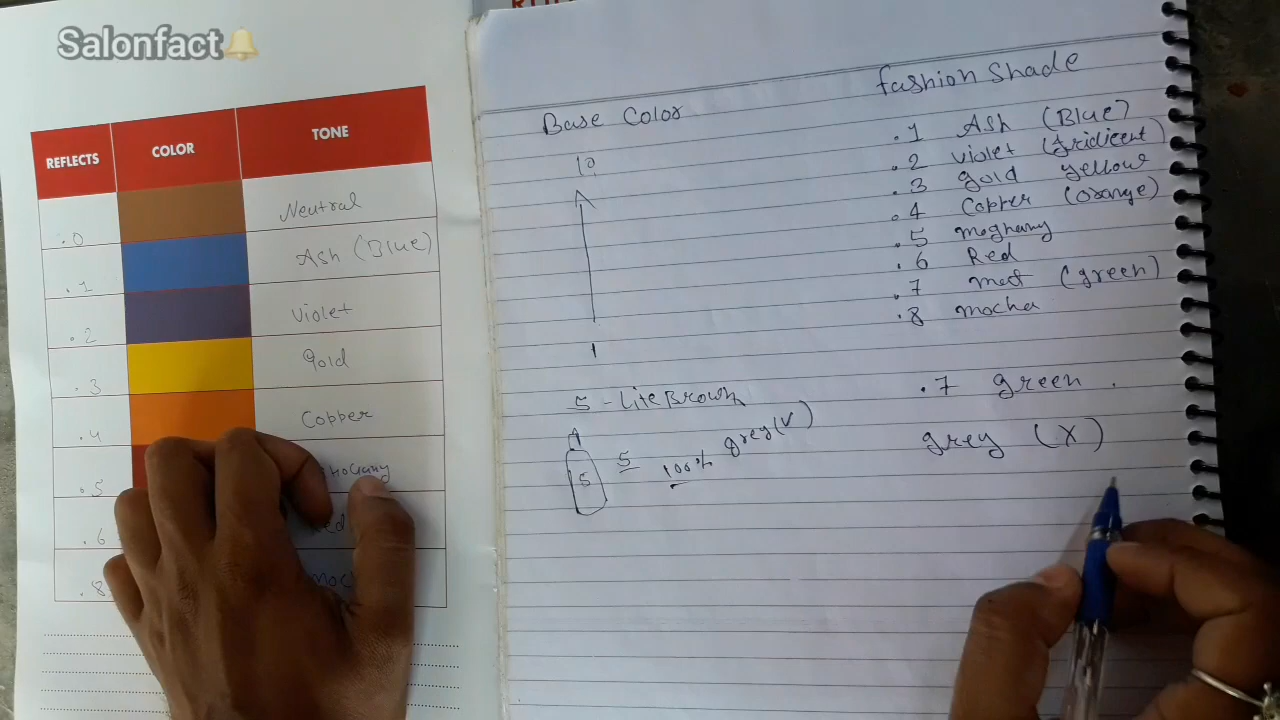 Salonfact🔔
REFLECTS COLOR TONE
.0 Neutral
.1 Ash (Blue)
.2 Violet
.3 gold
.4 Copper
.5
.6
.8
Base Color
10
1
5 - Lite Brown
5 5 100% grey (✓)
fashion Shade
.1 Ash (Blue)
.2 violet (iridicent)
.3 gold yellow
.4 Copper (orange)
.5 moghany
.6 Red
.7 mat (green)
.8 mocha
.7 green .
grey (X)